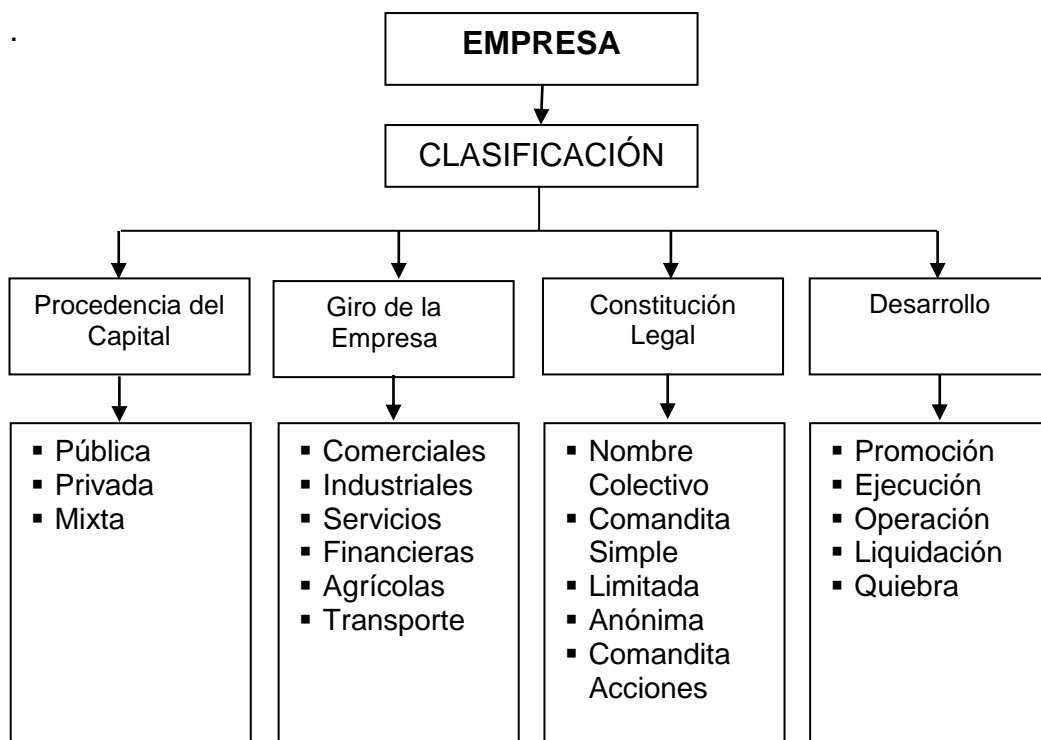 .
EMPRESA
CLASIFICACIÓN
Procedencia del
Capital
Giro de la
Empresa
Constitución
Legal
Desarrollo
▪ Pública
▪ Privada
▪ Mixta
▪ Comerciales
▪ Industriales
▪ Servicios
▪ Financieras
▪ Agrícolas
▪ Transporte
▪ Nombre
Colectivo
▪ Comandita
Simple
▪ Limitada
▪ Anónima
▪ Comandita
Acciones
▪ Promoción
▪ Ejecución
▪ Operación
▪ Liquidación
▪ Quiebra